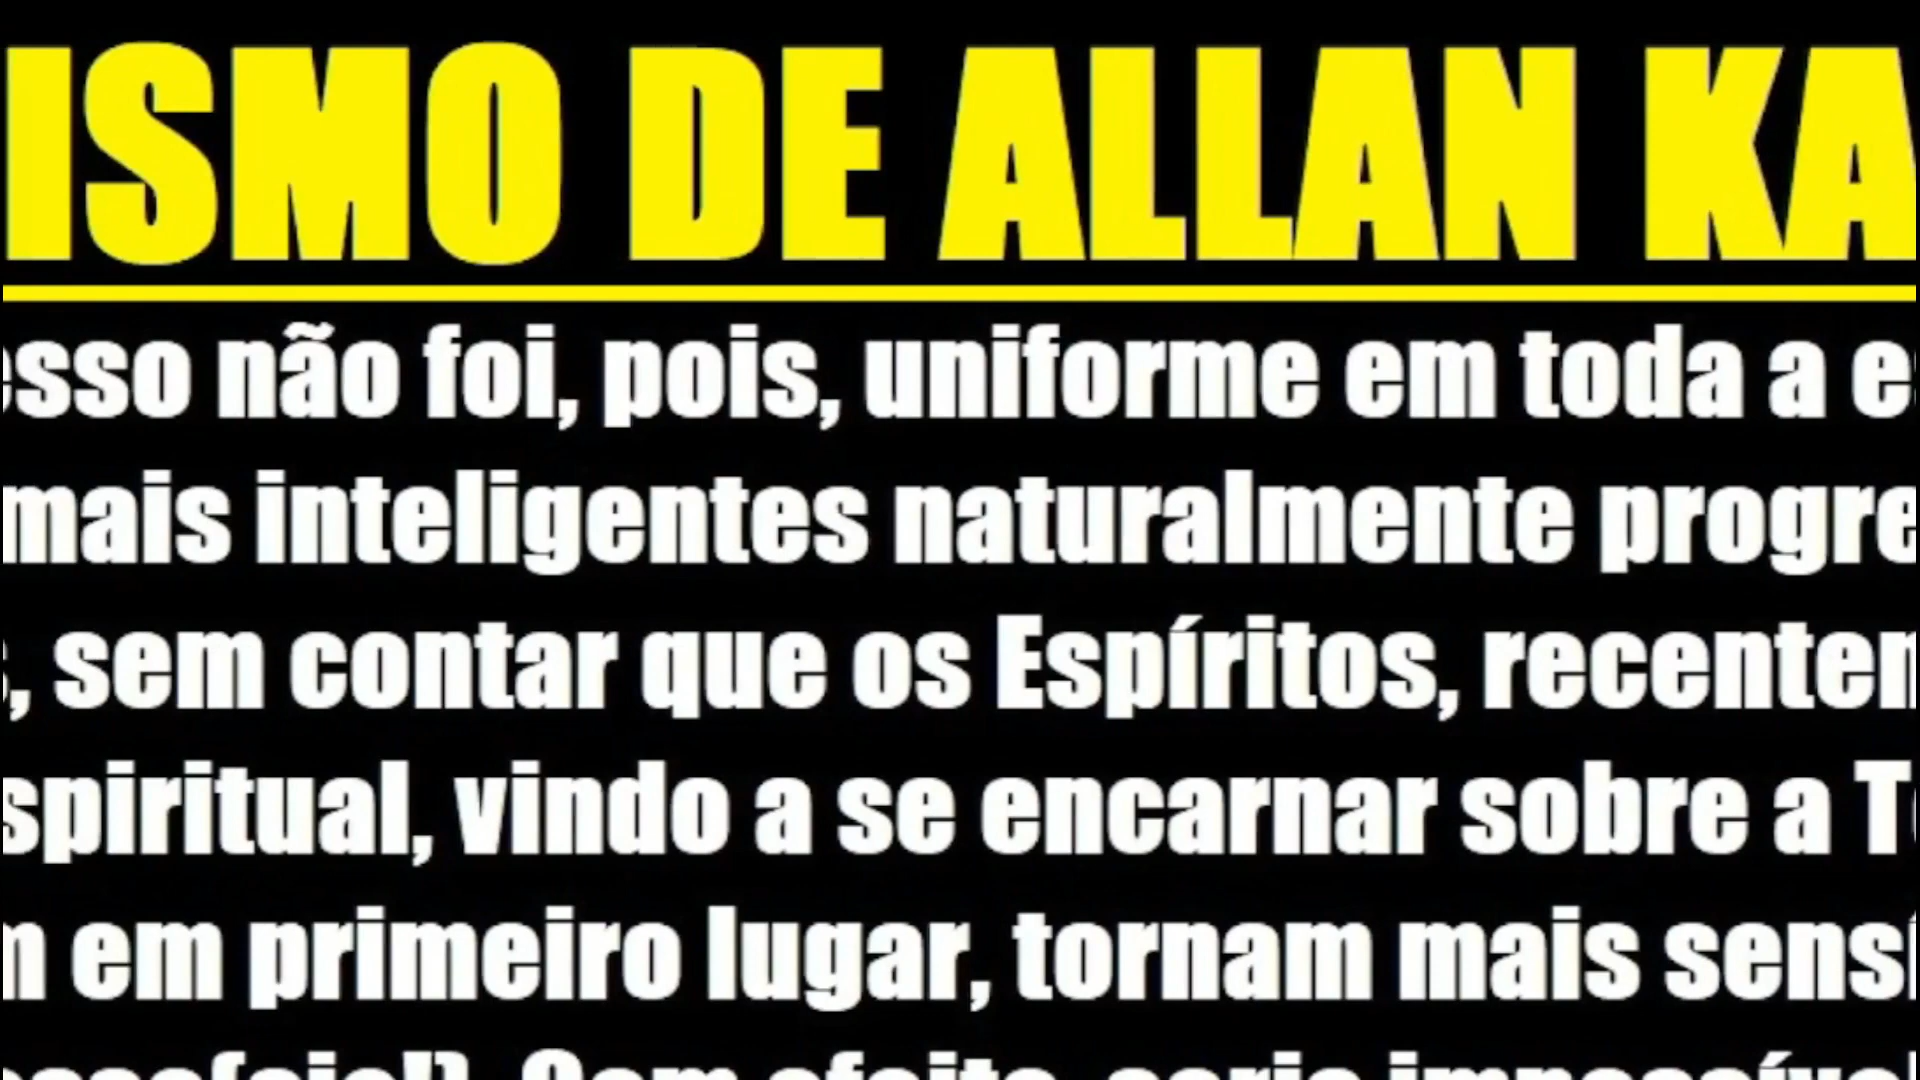 ISMO DE ALLAN KA
esso não foi, pois, uniforme em toda a e
mais inteligentes naturalmente progre
, sem contar que os Espíritos, recente
spiritual, vindo a se encarnar sobre a T
em primeiro lugar, tornam mais sens